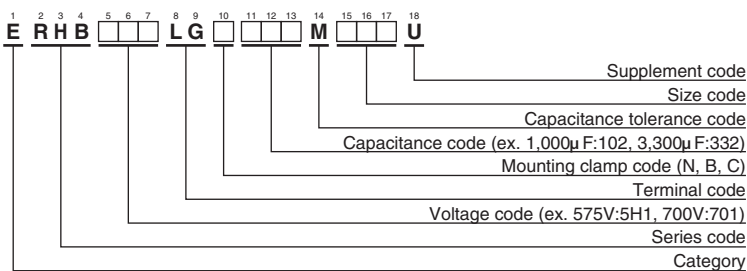 1 2 3 4 5 6 7 8 9 10 11 12 13 14 15 16 17 18
E RHB □□□ LG □ □□□ M □□□ U
Supplement code
Size code
Capacitance tolerance code
Capacitance code (ex. 1,000μF:102, 3,300μF:332)
Mounting clamp code (N, B, C)
Terminal code
Voltage code (ex. 575V:5H1, 700V:701)
Series code
Category